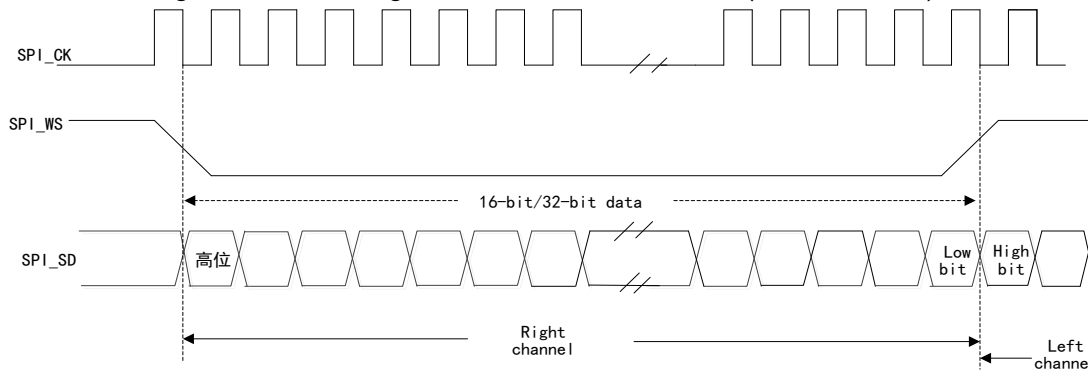 SPI_CK
SPI_WS
16-bit/32-bit data
SPI_SD
高位
Low
bit
High
bit
Right
channel
Left
channe